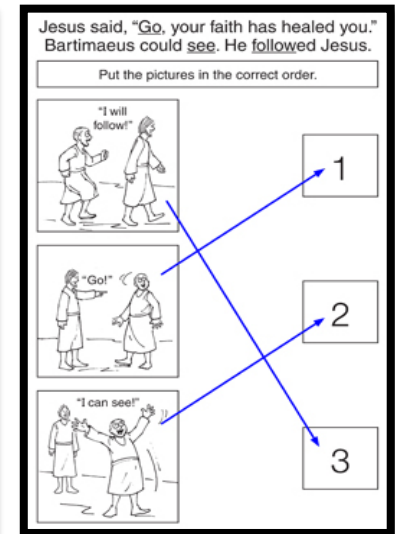 Jesus said, “Go, your faith has healed you.”
Bartimaeus could see. He followed Jesus.
Put the pictures in the correct order.
“I will
follow!”
1
“Go!”
2
“I can see!”
3